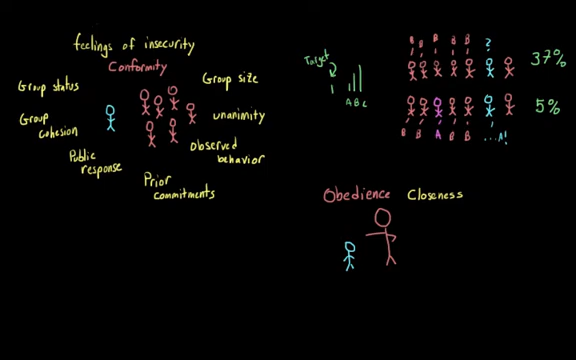 feelings of insecurity
Conformity
Group status
Group size
Group
cohesion
unanimity
Public
response
observed
behavior
Prior
commitments
Target
A B C
B B B B B ?
37%
5%
B B A B B ....A!
Obedience Closeness